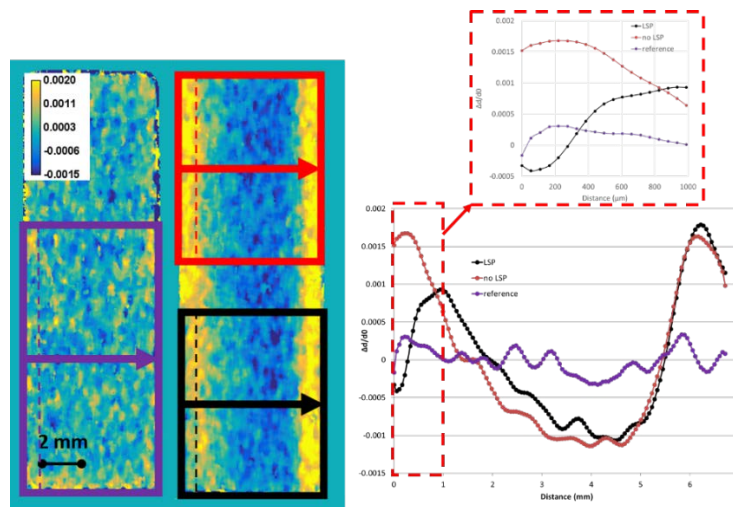 0.0020
0.0011
0.0003
-0.0006
-0.0015
2 mm
0.002
0.0015
0.001
0.0005
0
-0.0005
Δd/d0
LSP
no LSP
reference
0 200 400 600 800 1000
Distance (μm)
0.002
0.0015
0.001
0.0005
0
-0.0005
-0.001
-0.0015
Δd/d0
LSP
no LSP
reference
0 1 2 3 4 5 6
Distance (mm)